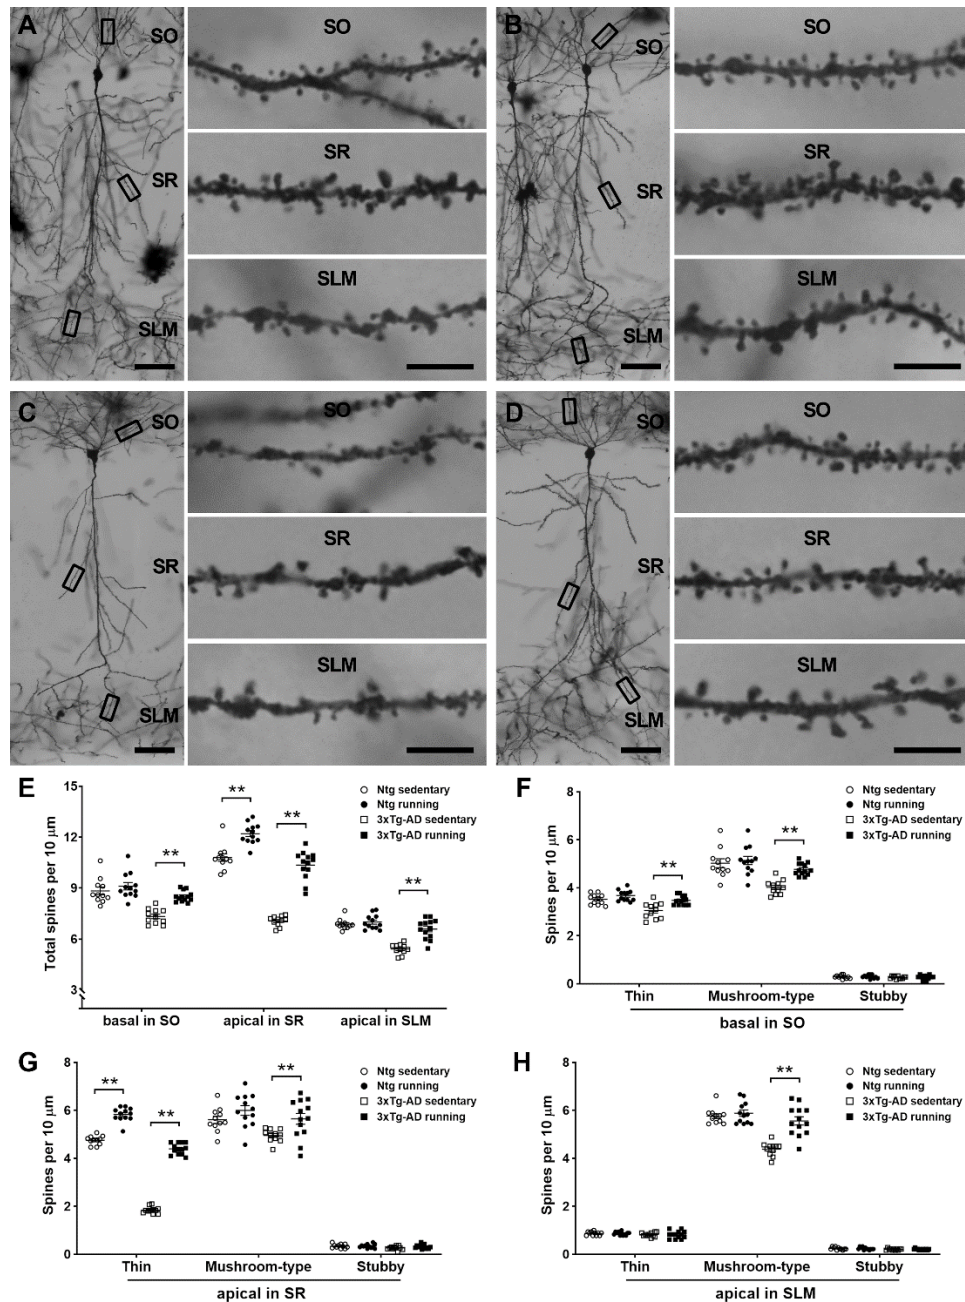 A
SO
SR
SLM
SO
SR
SLM
B
SO
SR
SLM
SO
SR
SLM
C
SO
SR
SLM
SO
SR
SLM
D
SO
SR
SLM
SO
SR
SLM
E
Total spines per 10 µm
15
12
9
6
3
**
**
**
**
Ntg sedentary
Ntg running
3xTg-AD sedentary
3xTg-AD running
basal in SO
apical in SR
apical in SLM
F
Spines per 10 µm
8
6
4
2
0
**
**
Ntg sedentary
Ntg running
3xTg-AD sedentary
3xTg-AD running
Thin
Mushroom-type
Stubby
basal in SO
G
Spines per 10 µm
8
6
4
2
0
**
**
**
Ntg sedentary
Ntg running
3xTg-AD sedentary
3xTg-AD running
Thin
Mushroom-type
Stubby
apical in SR
H
Spines per 10 µm
8
6
4
2
0
**
Ntg sedentary
Ntg running
3xTg-AD sedentary
3xTg-AD running
Thin
Mushroom-type
Stubby
apical in SLM